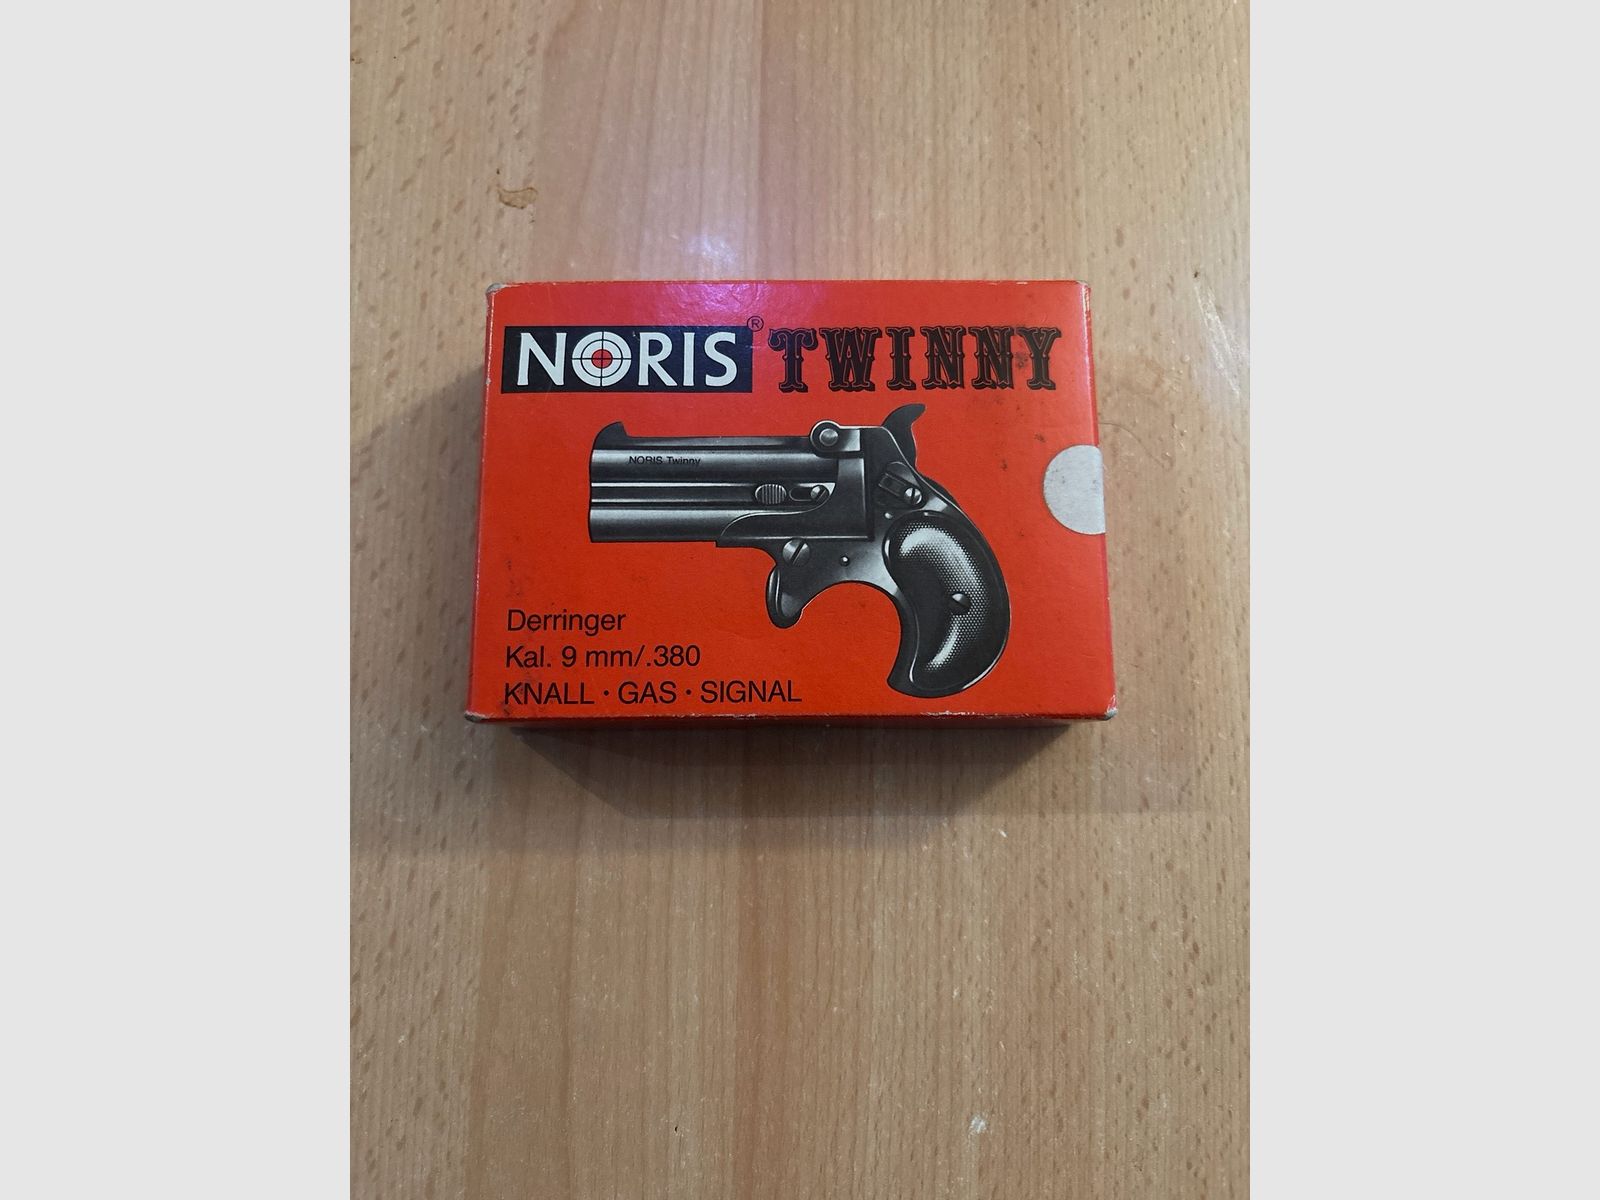 NORIS® TWINNY
NORIS Twinny
Derringer
Kal. 9 mm/.380
KNALL · GAS · SIGNAL